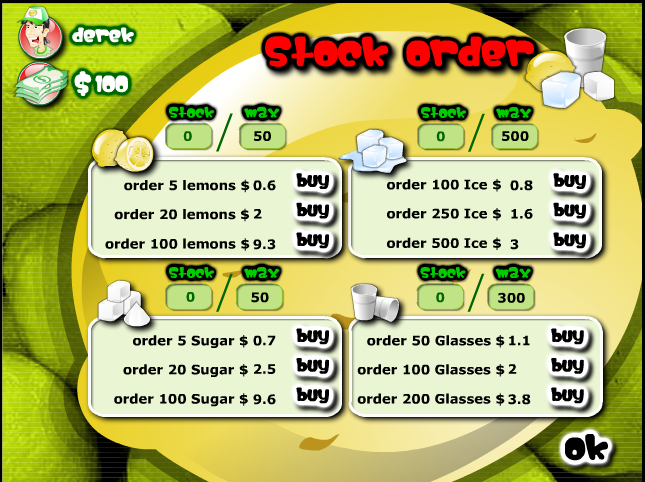 derek
Stock order
$ 100
Stock / max
0 / 50
Stock / max
0 / 500
order 5 lemons $ 0.6 buy
order 20 lemons $ 2 buy
order 100 lemons $ 9.3 buy
order 100 Ice $ 0.8 buy
order 250 Ice $ 1.6 buy
order 500 Ice $ 3 buy
Stock / max
0 / 50
Stock / max
0 / 300
order 5 Sugar $ 0.7 buy
order 20 Sugar $ 2.5 buy
order 100 Sugar $ 9.6 buy
order 50 Glasses $ 1.1 buy
order 100 Glasses $ 2 buy
order 200 Glasses $ 3.8 buy
ok